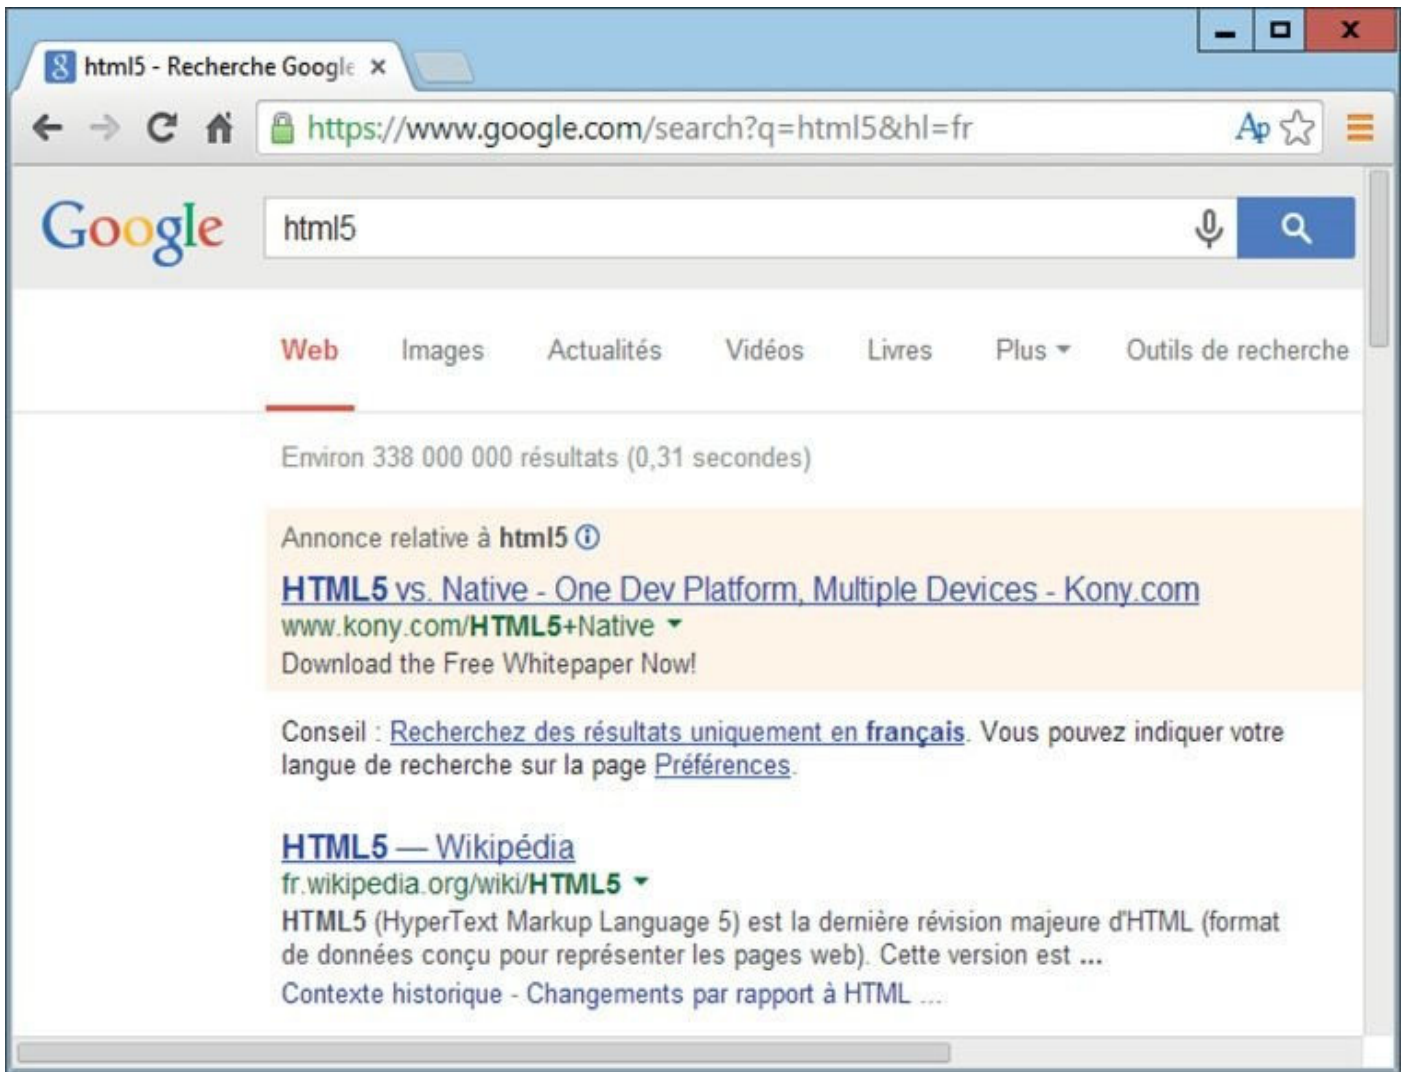 html5 - Recherche Google
https://www.google.com/search?q=html5&hl=fr
Google
html5
Web Images Actualités Vidéos Livres Plus Outils de recherche
Environ 338 000 000 résultats (0,31 secondes)
Annonce relative à html5
HTML5 vs. Native - One Dev Platform, Multiple Devices - Kony.com
www.kony.com/HTML5+Native
Download the Free Whitepaper Now!
Conseil : Recherchez des résultats uniquement en français. Vous pouvez indiquer votre
langue de recherche sur la page Préférences.
HTML5 — Wikipédia
fr.wikipedia.org/wiki/HTML5
HTML5 (HyperText Markup Language 5) est la dernière révision majeure d'HTML (format
de données conçu pour représenter les pages web). Cette version est ...
Contexte historique - Changements par rapport à HTML ...